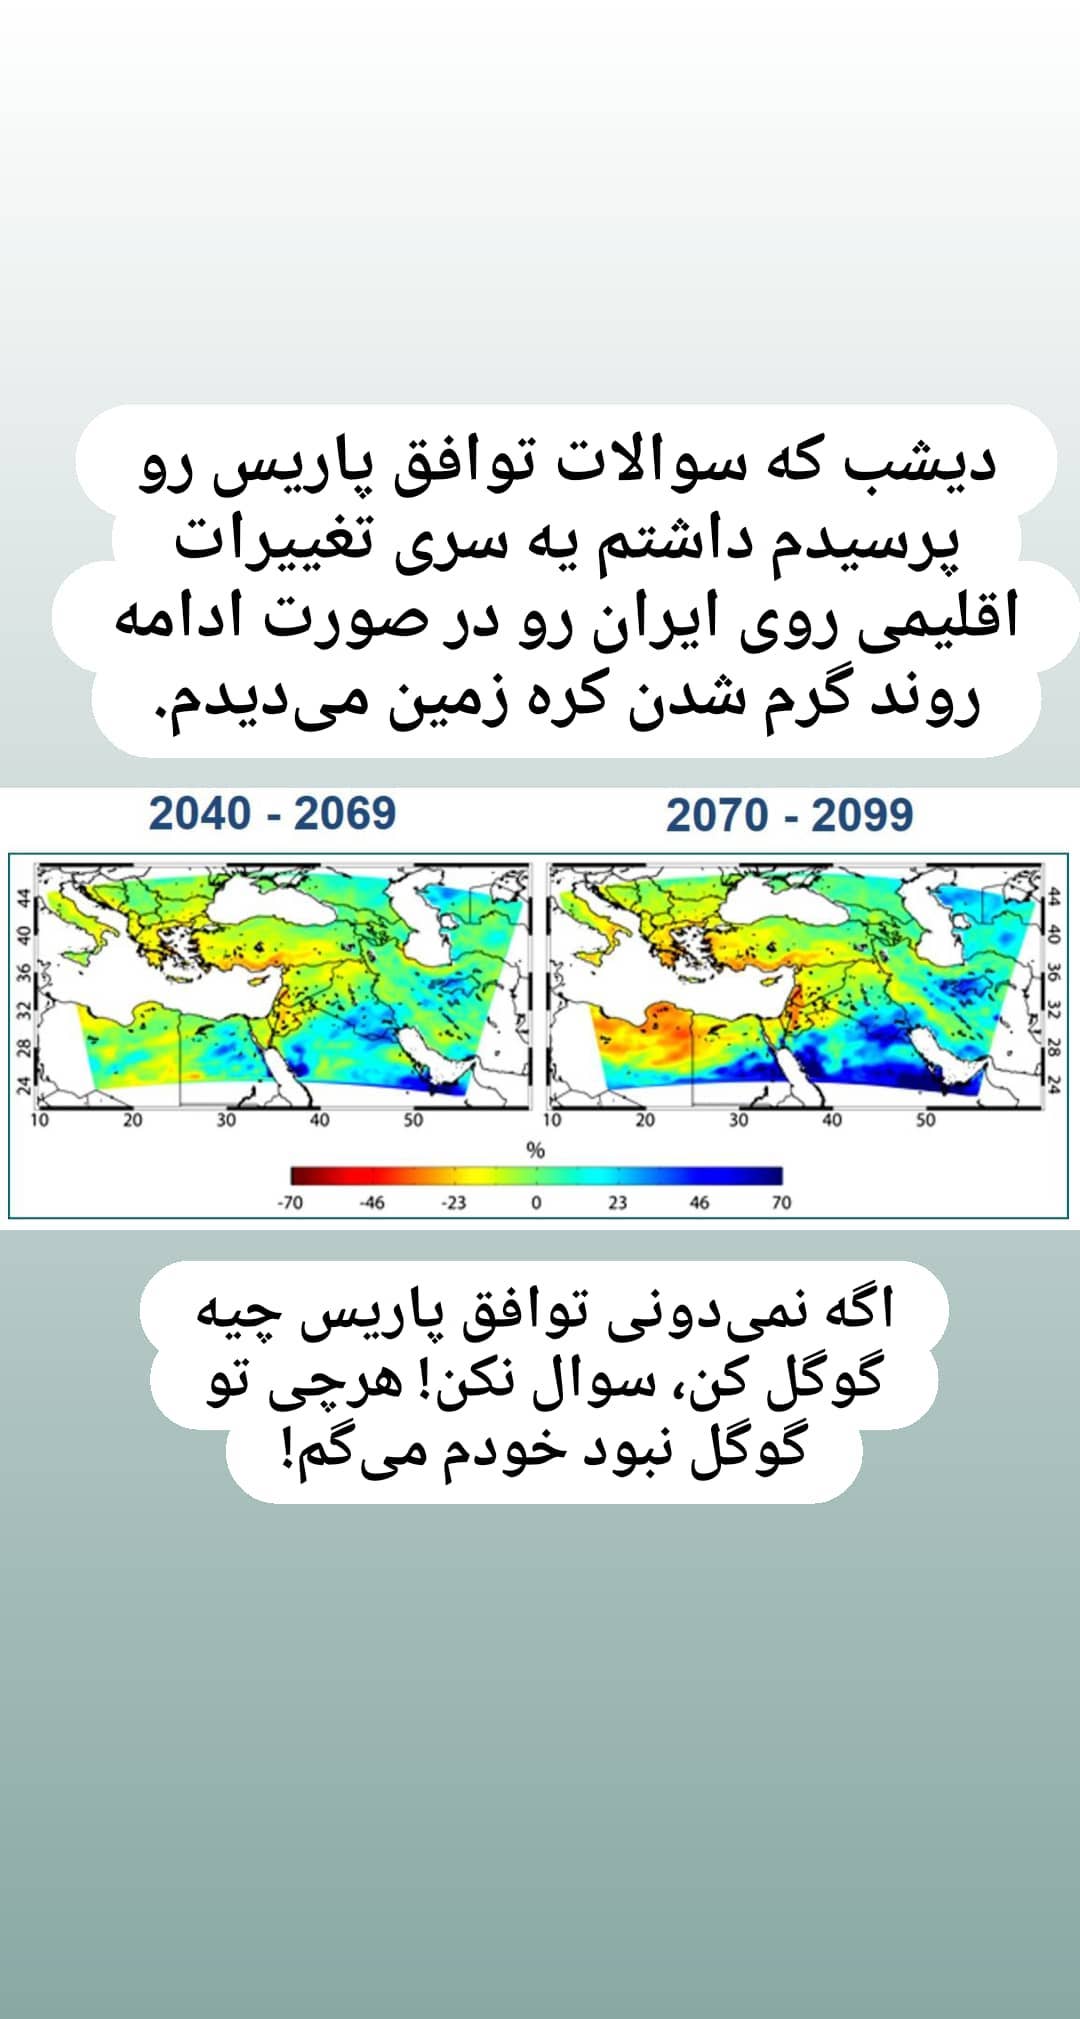 دیشب که سوالات توافق پاریس رو
پرسیدم داشتم یه سری تغییرات
اقلیمی روی ایران رو در صورت ادامه
روند گرم شدن کره زمین می‌دیدم.
2040 - 2069
2070 - 2099
44
40
36
32
28
24
10 20 30 40 50
10 20 30 40 50
44
40
36
32
28
24
%
-70 -46 -23 0 23 46 70
اگه نمی‌دونی توافق پاریس چیه
گوگل کن، سوال نکن! هرچی تو
گوگل نبود خودم می‌گم!